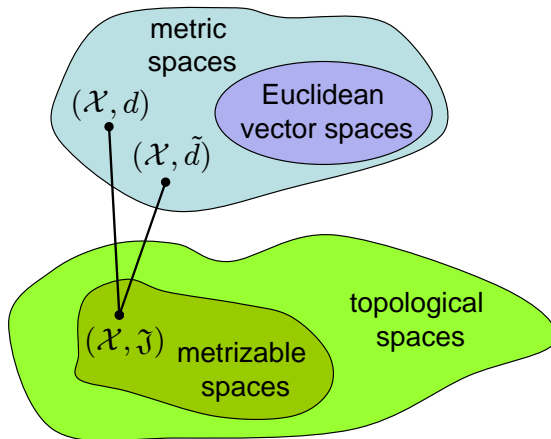 metric
spaces
(𝒳, d)
Euclidean
vector spaces
(𝒳, d̃)
topological
spaces
(𝒳, ℑ)
metrizable
spaces